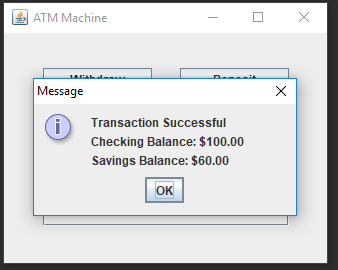 ATM Machine
Withdraw Deposit
Message
Transaction Successful
Checking Balance: $100.00
Savings Balance: $60.00
OK